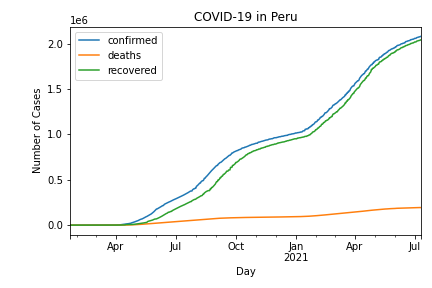 COVID-19 in Peru
1e6
confirmed
deaths
recovered
2.0
1.5
1.0
0.5
0.0
Number of Cases
Apr Jul Oct Jan Apr Jul
2021
Day